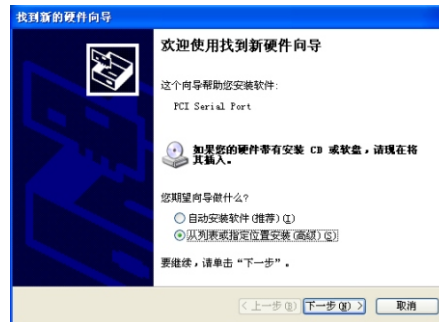 找到新的硬件向导
欢迎使用找到新硬件向导
这个向导帮助您安装软件:
PCI Serial Port
如果您的硬件带有安装 CD 或软盘，请现在将
其插入。
您期望向导做什么?
自动安装软件(推荐)(I)
从列表或指定位置安装(高级)(S)
要继续，请单击“下一步”。
< 上一步(B)
下一步(N) >
取消